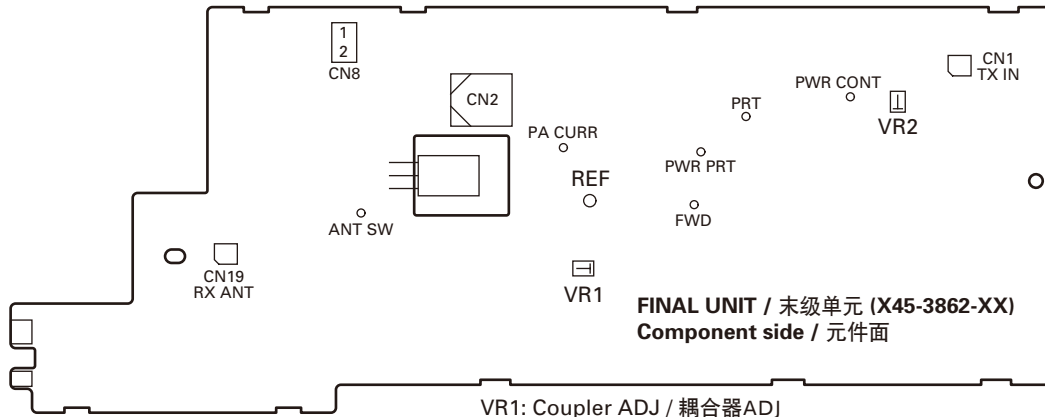 1
2
CN8
CN2
CN1
TX IN
PWR CONT
VR2
PRT
PA CURR
PWR PRT
REF
FWD
ANT SW
CN19
RX ANT
VR1
FINAL UNIT / 末级单元 (X45-3862-XX)
Component side / 元件面
VR1: Coupler ADJ / 耦合器ADJ